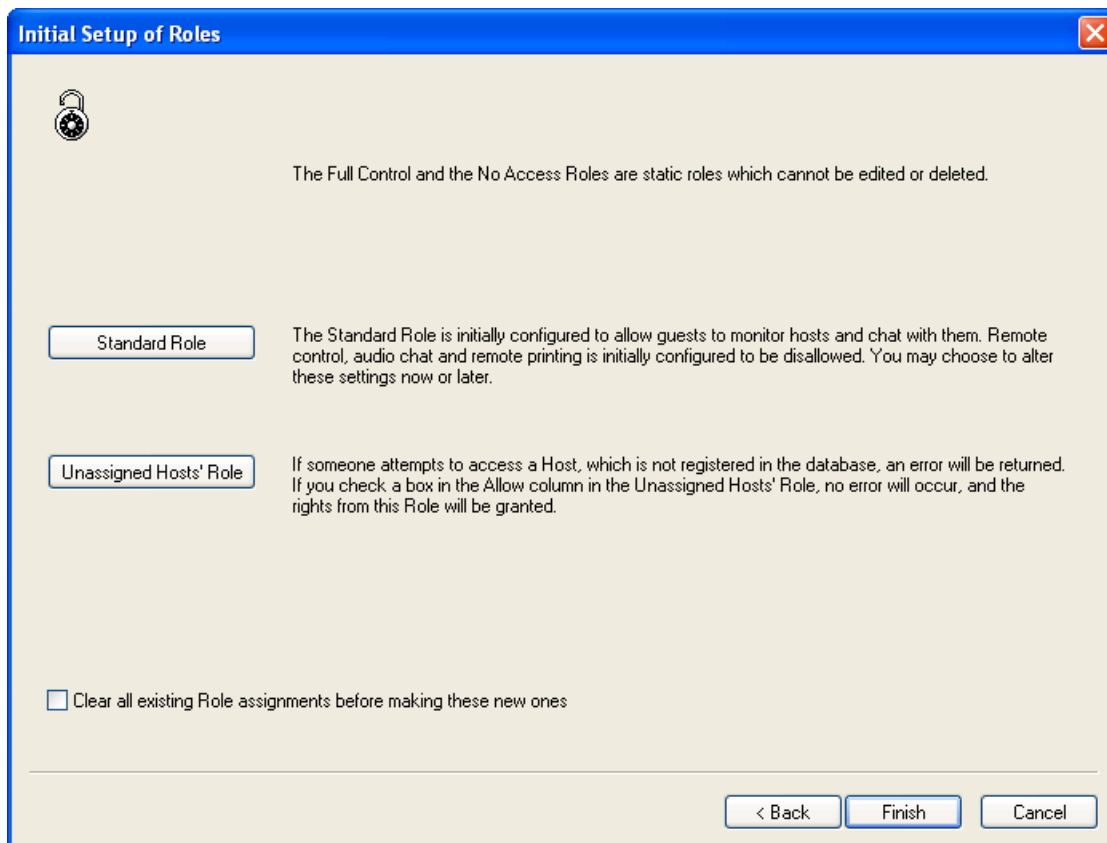 Initial Setup of Roles
The Full Control and the No Access Roles are static roles which cannot be edited or deleted.
Standard Role
The Standard Role is initially configured to allow guests to monitor hosts and chat with them. Remote
control, audio chat and remote printing is initially configured to be disallowed. You may choose to alter
these settings now or later.
Unassigned Hosts' Role
If someone attempts to access a Host, which is not registered in the database, an error will be returned.
If you check a box in the Allow column in the Unassigned Hosts' Role, no error will occur, and the
rights from this Role will be granted.
Clear all existing Role assignments before making these new ones
< Back
Finish
Cancel